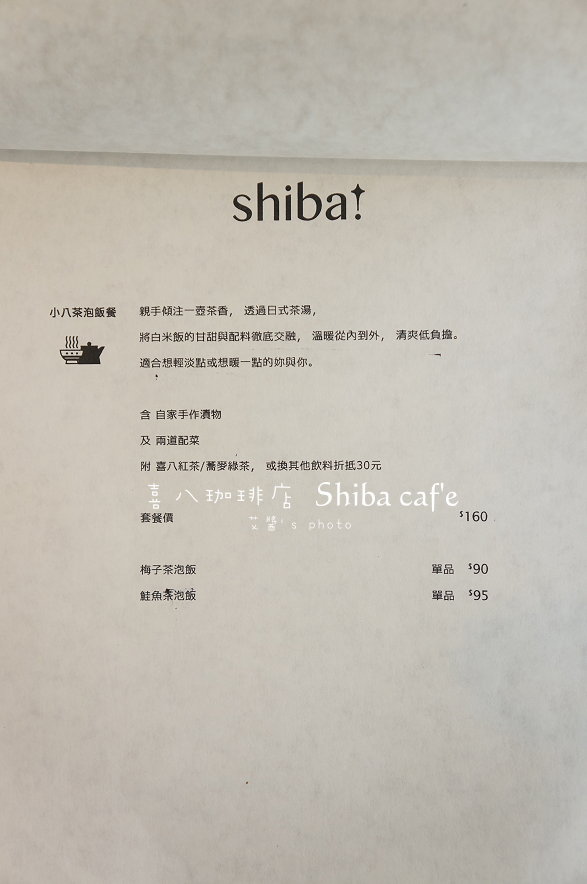 shiba!
小八茶泡飯餐
親手傾注一壺茶香， 透過日式茶湯，
將白米飯的甘甜與配料徹底交融， 溫暖從內到外， 清爽低負擔。
適合想輕淡點或想暖一點的妳與你。
含 自家手作漬物
及 兩道配菜
附 喜八紅茶/蕎麥綠茶， 或換其他飲料折抵30元
喜八珈琲店 Shiba caf'e
套餐價 $160
艾醬's photo
梅子茶泡飯 單品 $90
鮭魚茶泡飯 單品 $95